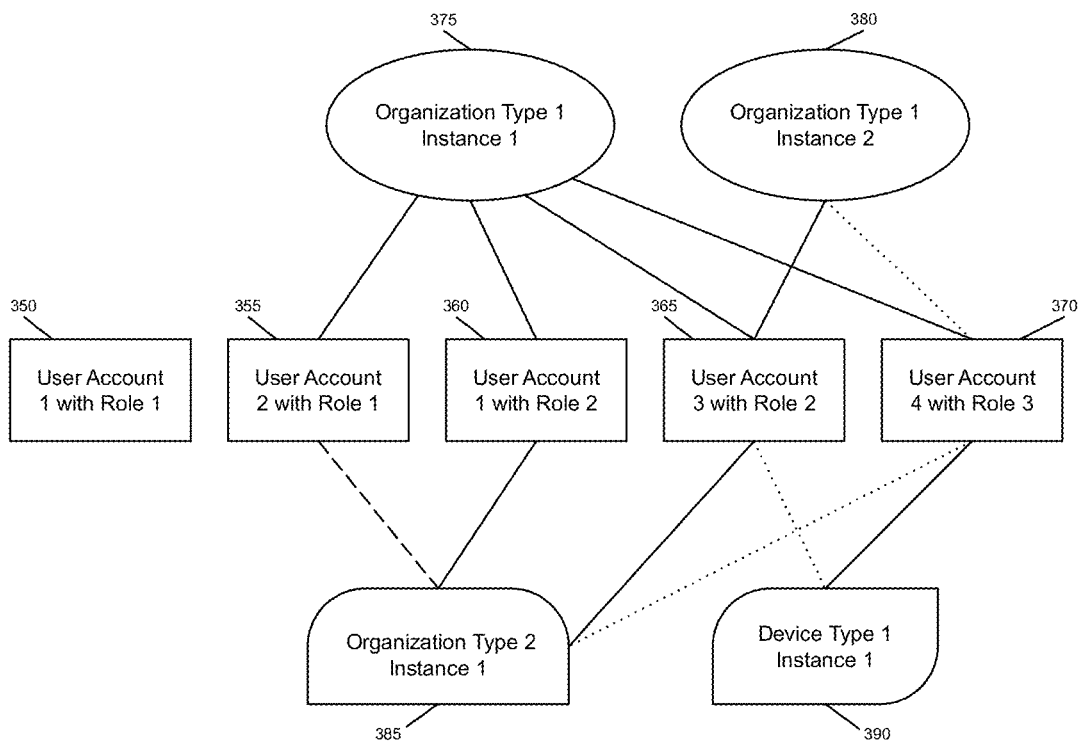 375
380
Organization Type 1
Instance 1
Organization Type 1
Instance 2
350
355
360
365
370
User Account
1 with Role 1
User Account
2 with Role 1
User Account
1 with Role 2
User Account
3 with Role 2
User Account
4 with Role 3
Organization Type 2
Instance 1
Device Type 1
Instance 1
385
390